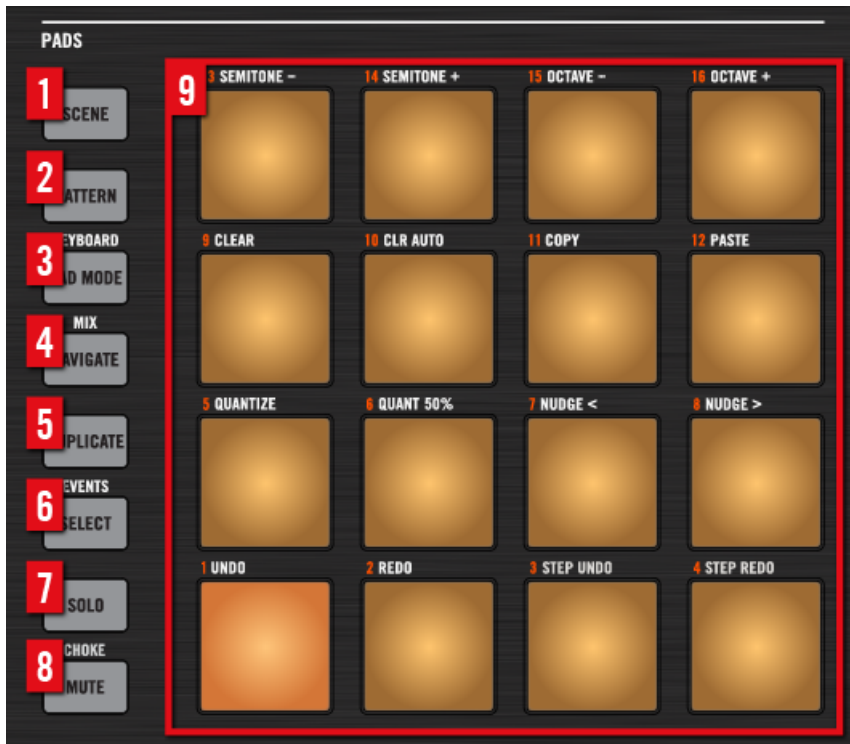 PADS
1
SCENE
2
ATTERN
EYBOARD
3
AD MODE
MIX
4
AVIGATE
5
PLICATE
EVENTS
6
SELECT
7
SOLO
CHOKE
8
MUTE
9
3 SEMITONE –
14 SEMITONE +
15 OCTAVE –
16 OCTAVE +
9 CLEAR
10 CLR AUTO
11 COPY
12 PASTE
5 QUANTIZE
6 QUANT 50%
7 NUDGE <
8 NUDGE >
1 UNDO
2 REDO
3 STEP UNDO
4 STEP REDO